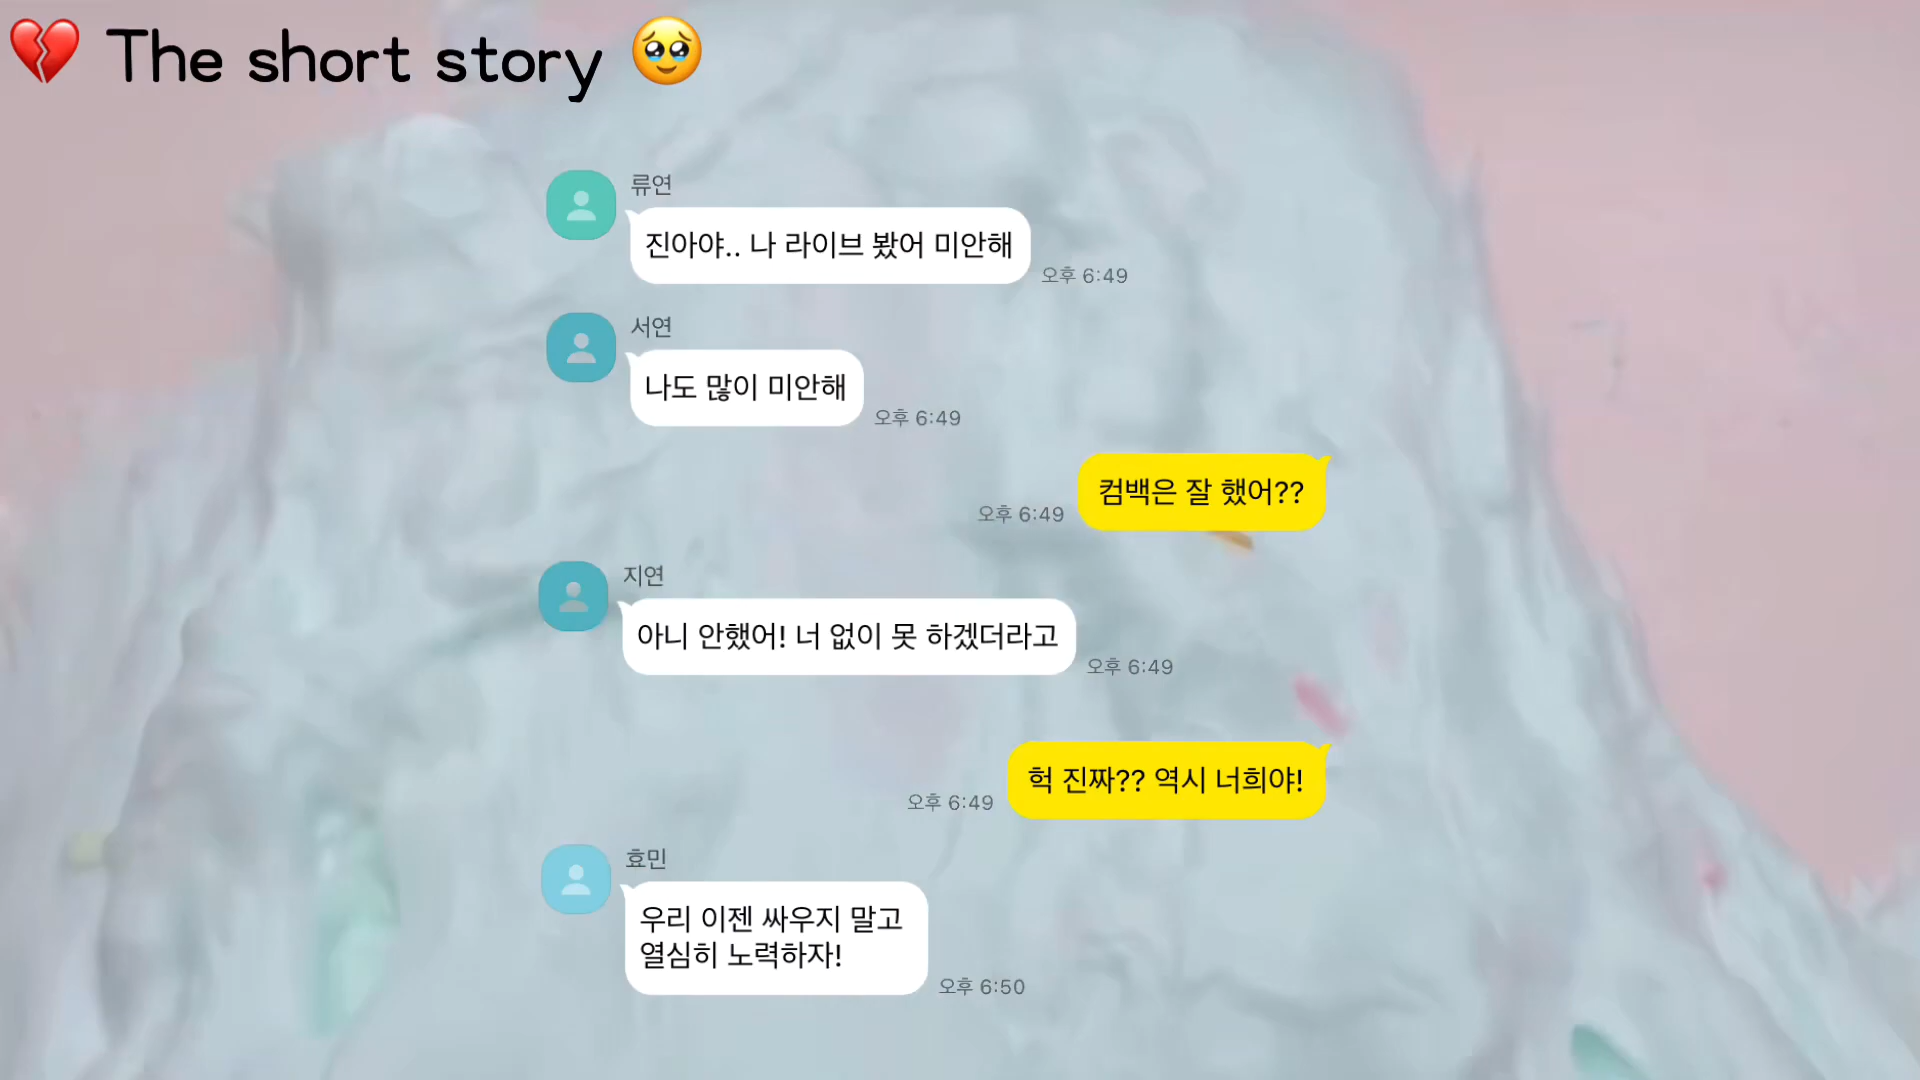 💔 The short story 🥹
류연
진아야.. 나 라이브 봤어 미안해
오후 6:49
서연
나도 많이 미안해
오후 6:49
컴백은 잘 했어??
오후 6:49
지연
아니 안했어! 너 없이 못 하겠더라고
오후 6:49
헉 진짜?? 역시 너희야!
오후 6:49
효민
우리 이젠 싸우지 말고
열심히 노력하자!
오후 6:50